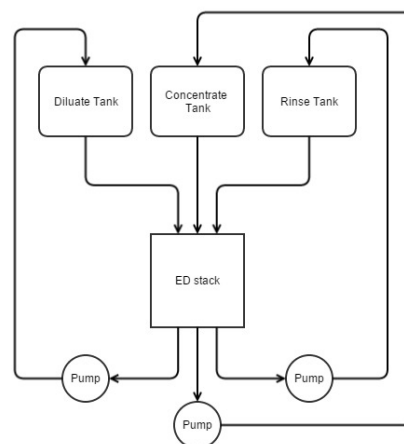 Diluate Tank
Concentrate
Tank
Rinse Tank
ED stack
Pump
Pump
Pump